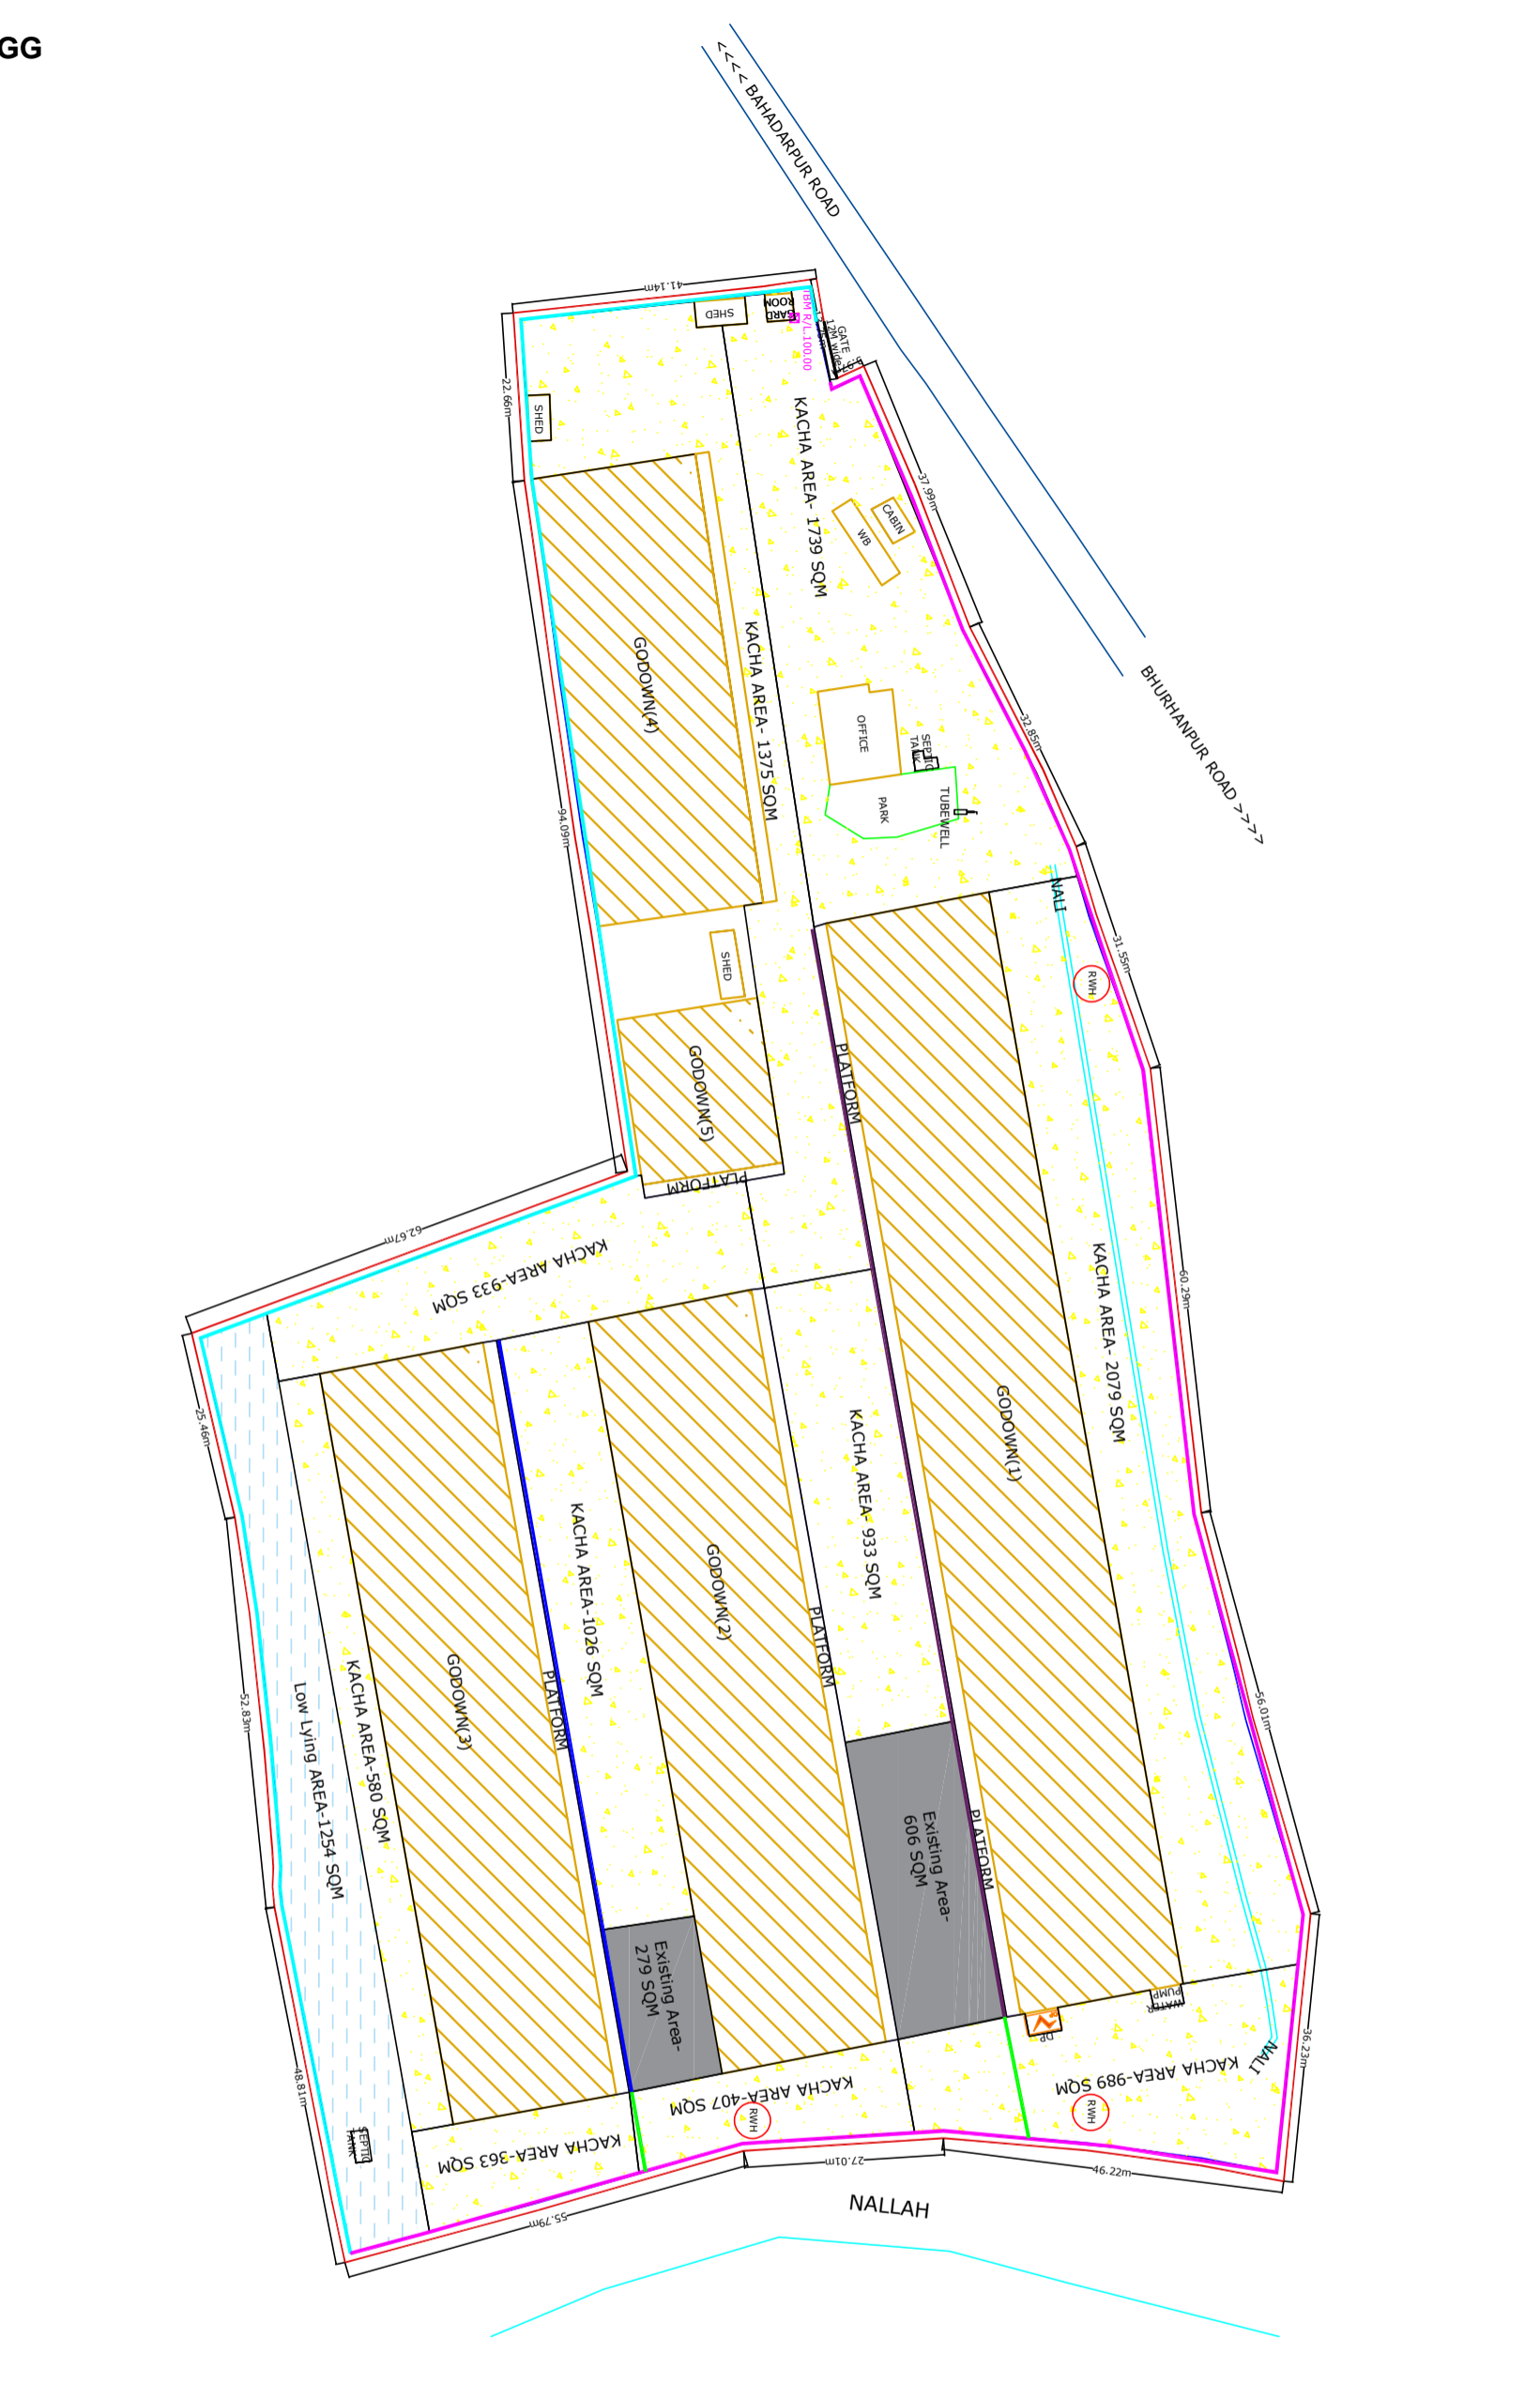 GG
<<<< BAHADARPUR ROAD
BHURHANPUR ROAD >>>>
41.14m
SHED
ROOM
TBM R/L.100.00
GATE
12M wide
22.66m
SHED
37.99m
KACHA AREA- 1739 SQM
CABIN
WB
GODOWN(4)
KACHA AREA- 1375 SQM
32.85m
OFFICE
SEPTIC
TANK
PARK
TUBEWELL
94.09m
NALI
31.55m
RWH
SHED
GODOWN(5)
PLATFORM
PLATFORM
62.67m
KACHA AREA-933 SQM
60.29m
KACHA AREA- 2079 SQM
25.46m
GODOWN(1)
KACHA AREA- 933 SQM
KACHA AREA-1026 SQM
GODOWN(2)
PLATFORM
GODOWN(3)
PLATFORM
KACHA AREA-580 SQM
Low Lying AREA-1254 SQM
52.83m
56.01m
Existing Area-
606 SQM
PLATFORM
Existing Area-
279 SQM
WATER
PUMP
DP
NALI
36.23m
KACHA AREA-989 SQM
KACHA AREA-407 SQM
RWH
RWH
48.81m
SEPTIC
TANK
KACHA AREA-363 SQM
27.01m
46.22m
55.79m
NALLAH